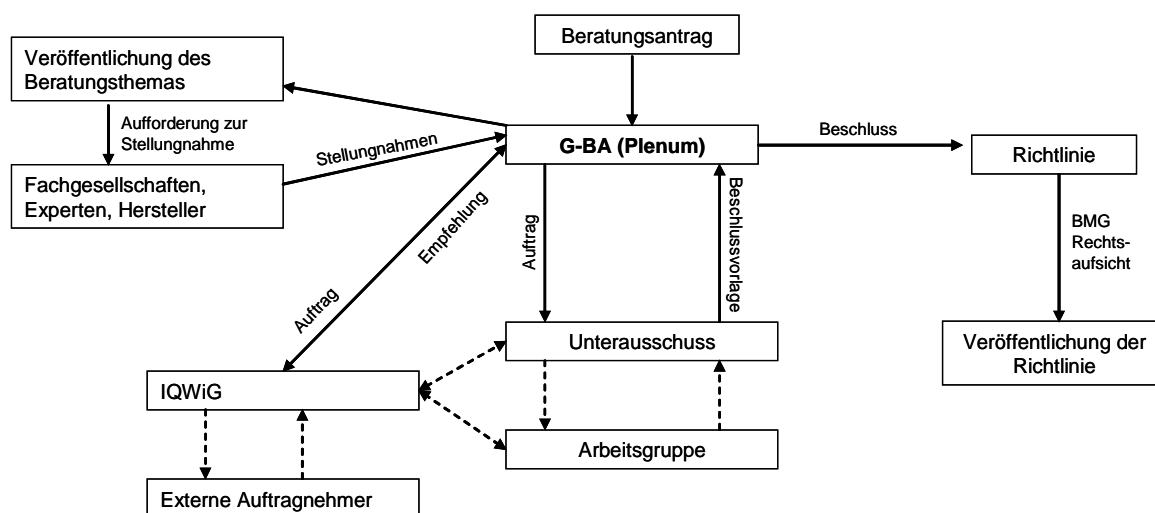 Beratungsantrag
Veröffentlichung des
Beratungsthemas
Aufforderung zur
Stellungnahme
Stellungnahmen
G-BA (Plenum)
Beschluss
Richtlinie
Fachgesellschaften,
Experten, Hersteller
Empfehlung
Auftrag
Auftrag
Beschlussvorlage
BMG
Rechts-
aufsicht
Unterausschuss
Veröffentlichung der
Richtlinie
IQWiG
Arbeitsgruppe
Externe Auftragnehmer